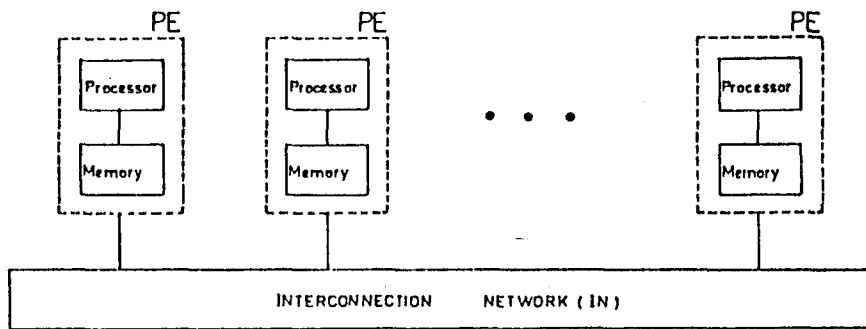 PE PE PE
Processor Processor Processor
Memory Memory Memory
INTERCONNECTION NETWORK (IN)